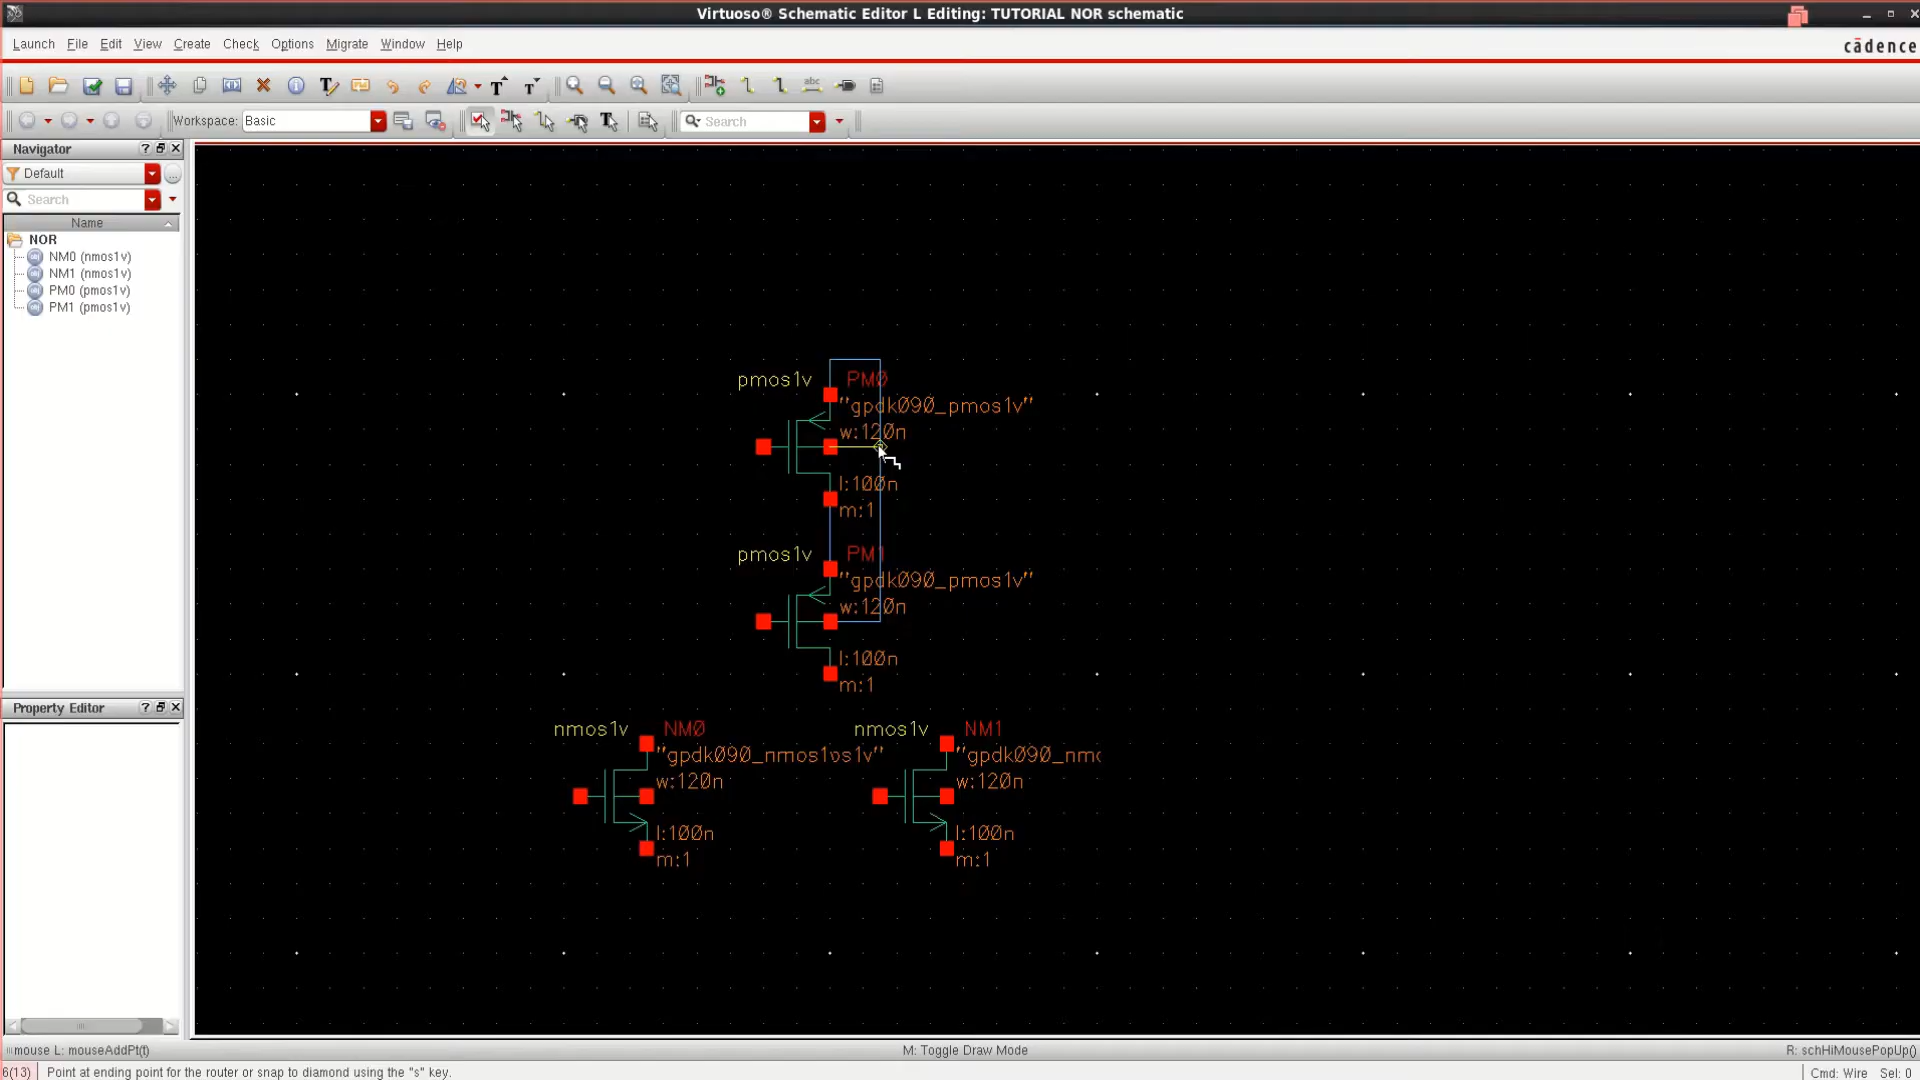 Virtuoso® Schematic Editor L Editing: TUTORIAL NOR schematic
Launch File Edit View Create Check Options Migrate Window Help
cādence
Workspace: Basic
Search
Navigator
Default
Search
Name
NOR
NM0 (nmos1v)
NM1 (nmos1v)
PM0 (pmos1v)
PM1 (pmos1v)
Property Editor
pmos1v PM0
"gpdk090_pmos1v"
w:120n
l:100n
m:1
pmos1v PM1
"gpdk090_pmos1v"
w:120n
l:100n
m:1
nmos1v NM0
"gpdk090_nmos1v
w:120n
l:100n
m:1
nmos1v NM1
"gpdk090_nmo
w:120n
l:100n
m:1
mouse L: mouseAddPt(t)
M: Toggle Draw Mode
R: schHiMousePopUp()
6(13) Point at ending point for the router or snap to diamond using the "s" key.
Cmd: Wire Sel: 0